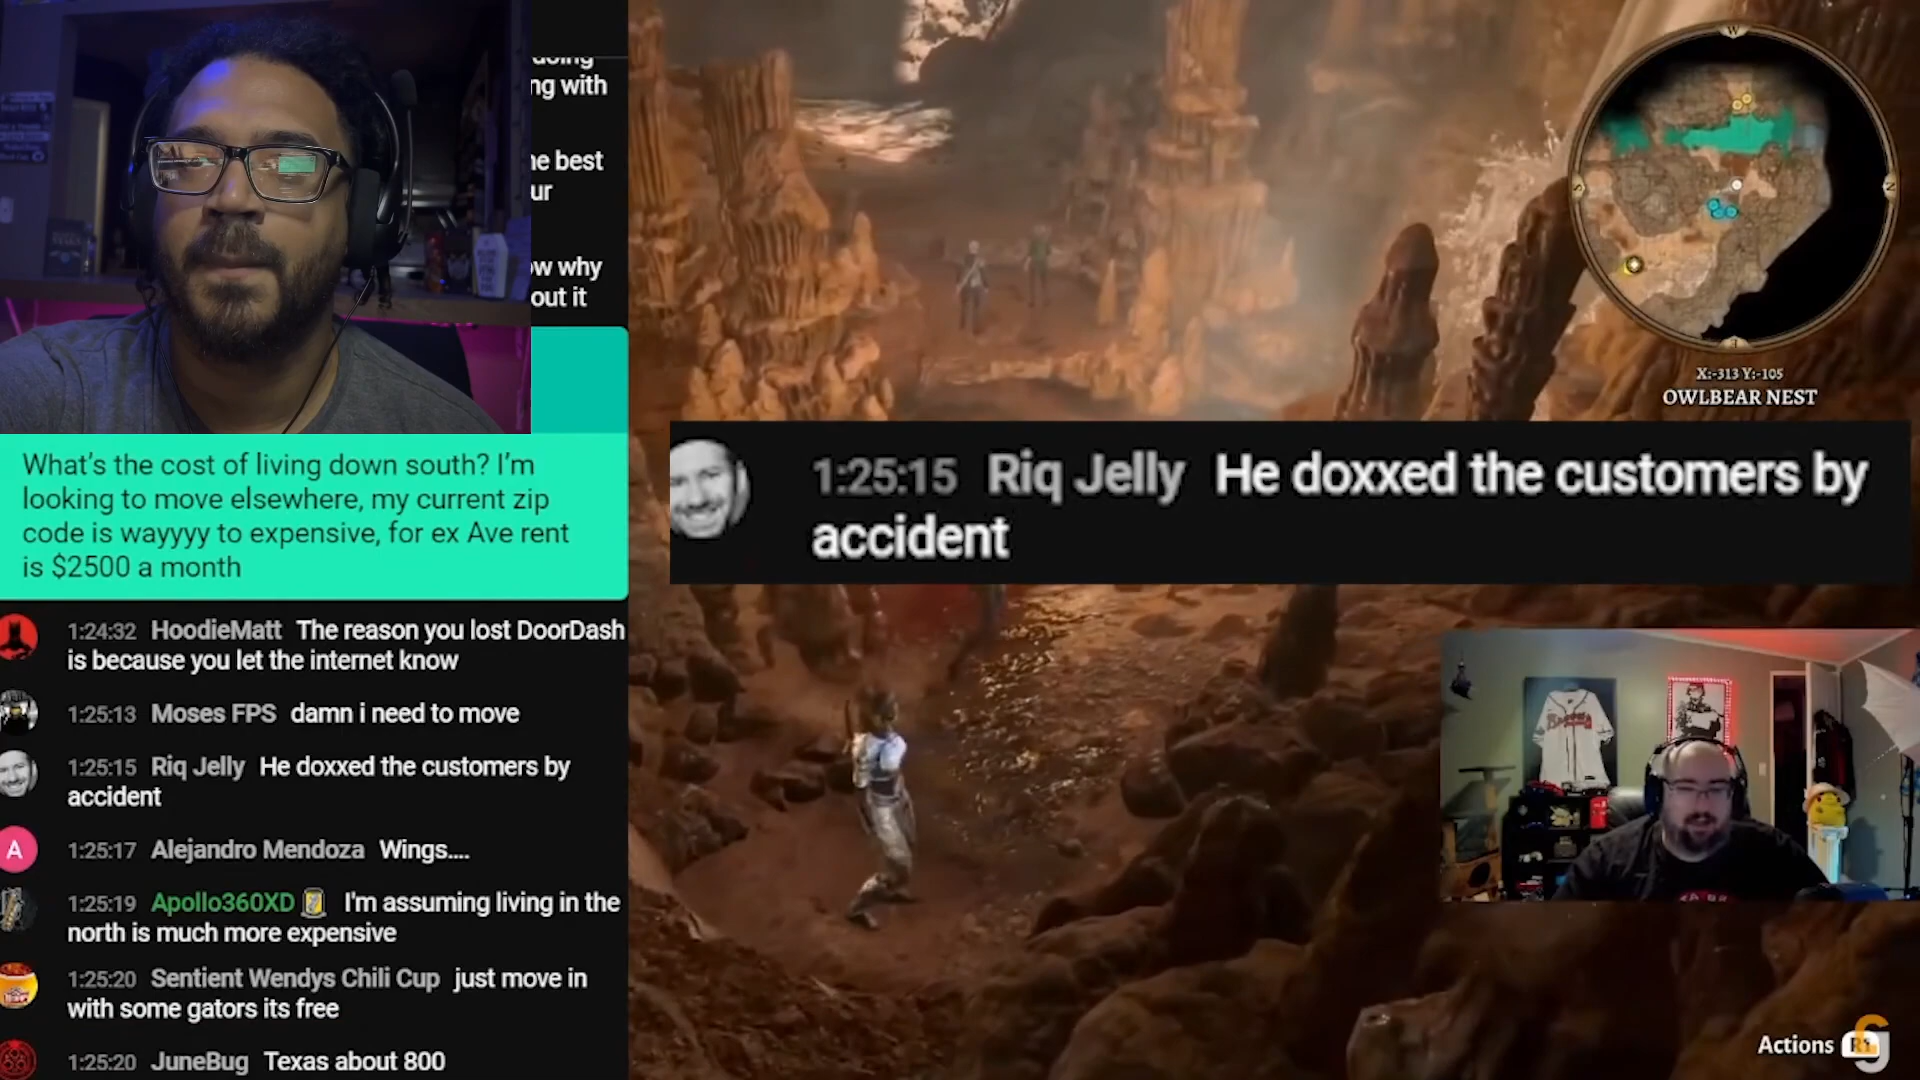 doing
ng with
he best
ur
ow why
out it
What's the cost of living down south? I'm
looking to move elsewhere, my current zip
code is wayyyy to expensive, for ex Ave rent
is $2500 a month
1:24:32 HoodieMatt The reason you lost DoorDash
is because you let the internet know
1:25:13 Moses FPS damn i need to move
1:25:15 Riq Jelly He doxxed the customers by
accident
A
1:25:17 Alejandro Mendoza Wings....
1:25:19 Apollo360XD I'm assuming living in the
north is much more expensive
1:25:20 Sentient Wendys Chili Cup just move in
with some gators its free
1:25:20 JuneBug Texas about 800
W
S
N
E
X:-313 Y:-105
OWLBEAR NEST
1:25:15 Riq Jelly He doxxed the customers by
accident
Braves
Actions R1